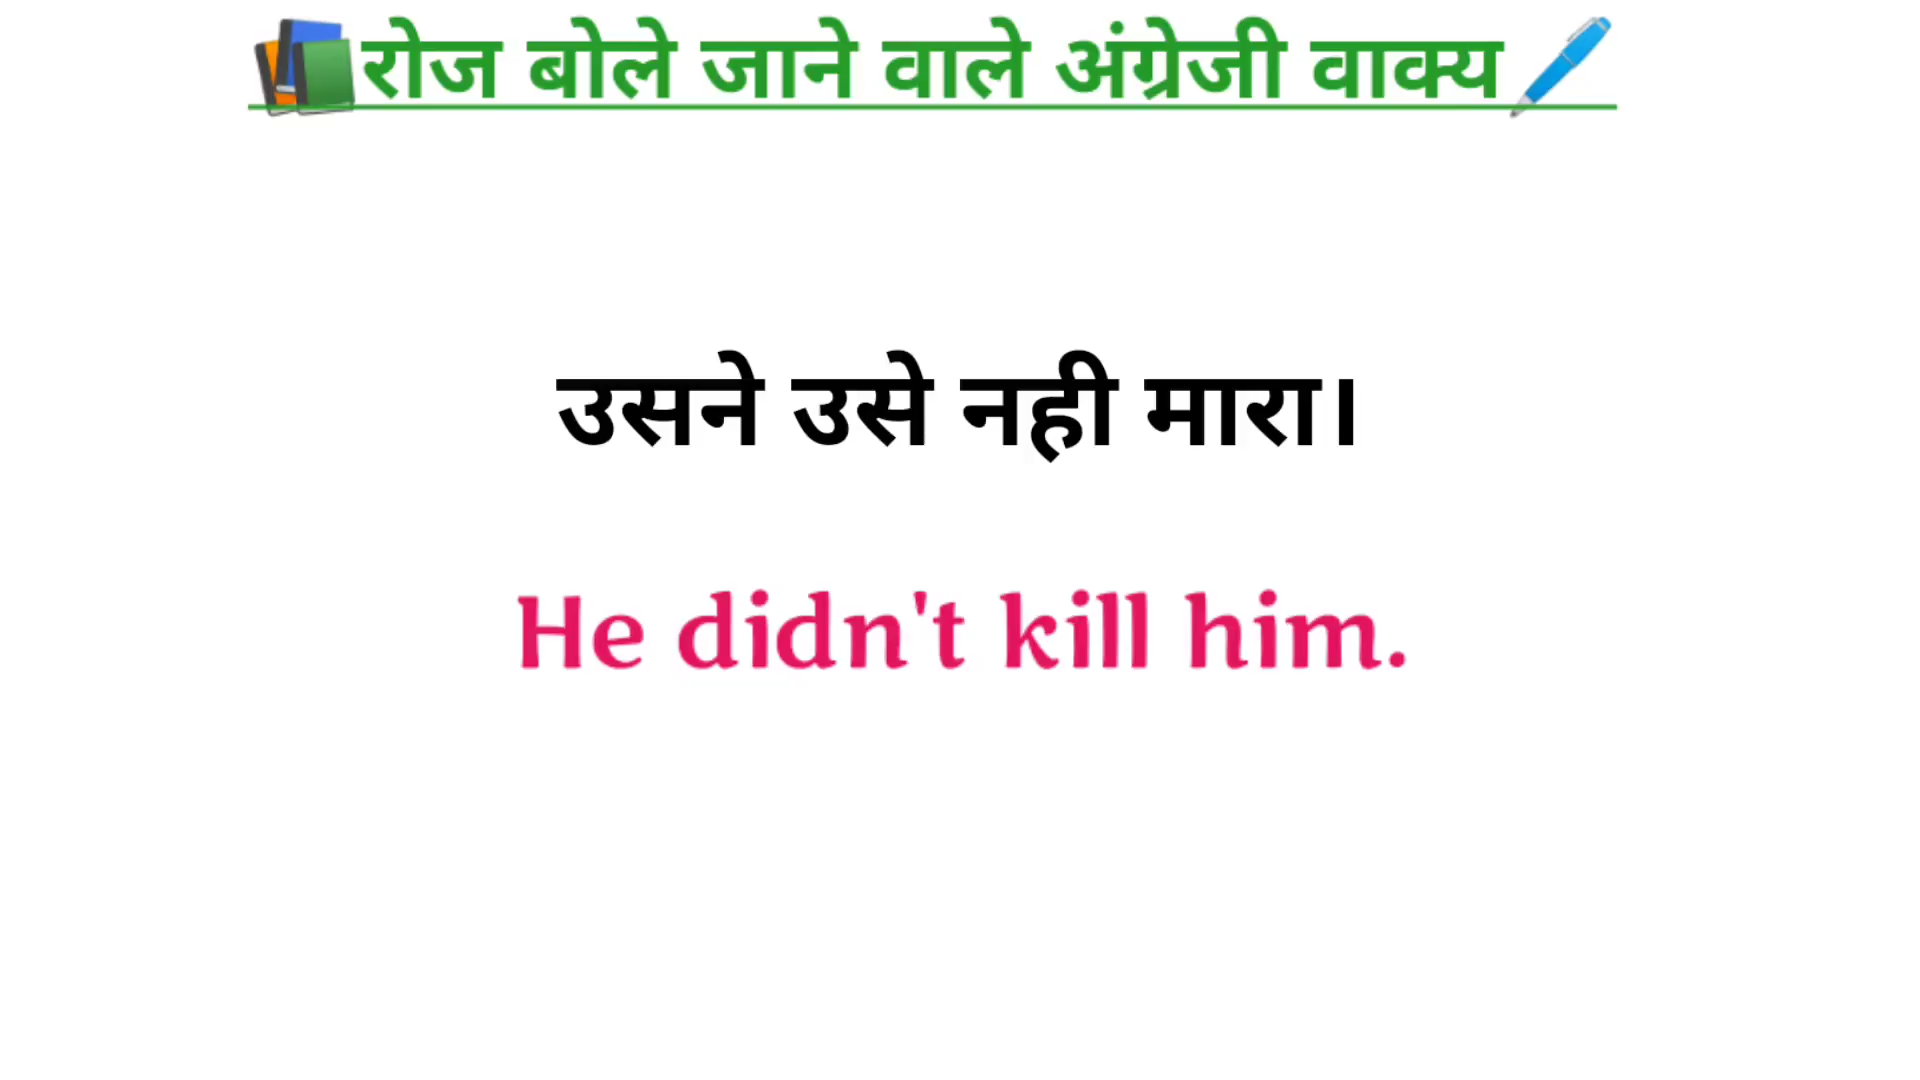 📚रोज बोले जाने वाले अंग्रेजी वाक्य🖊️
उसने उसे नही मारा।
He didn't kill him.